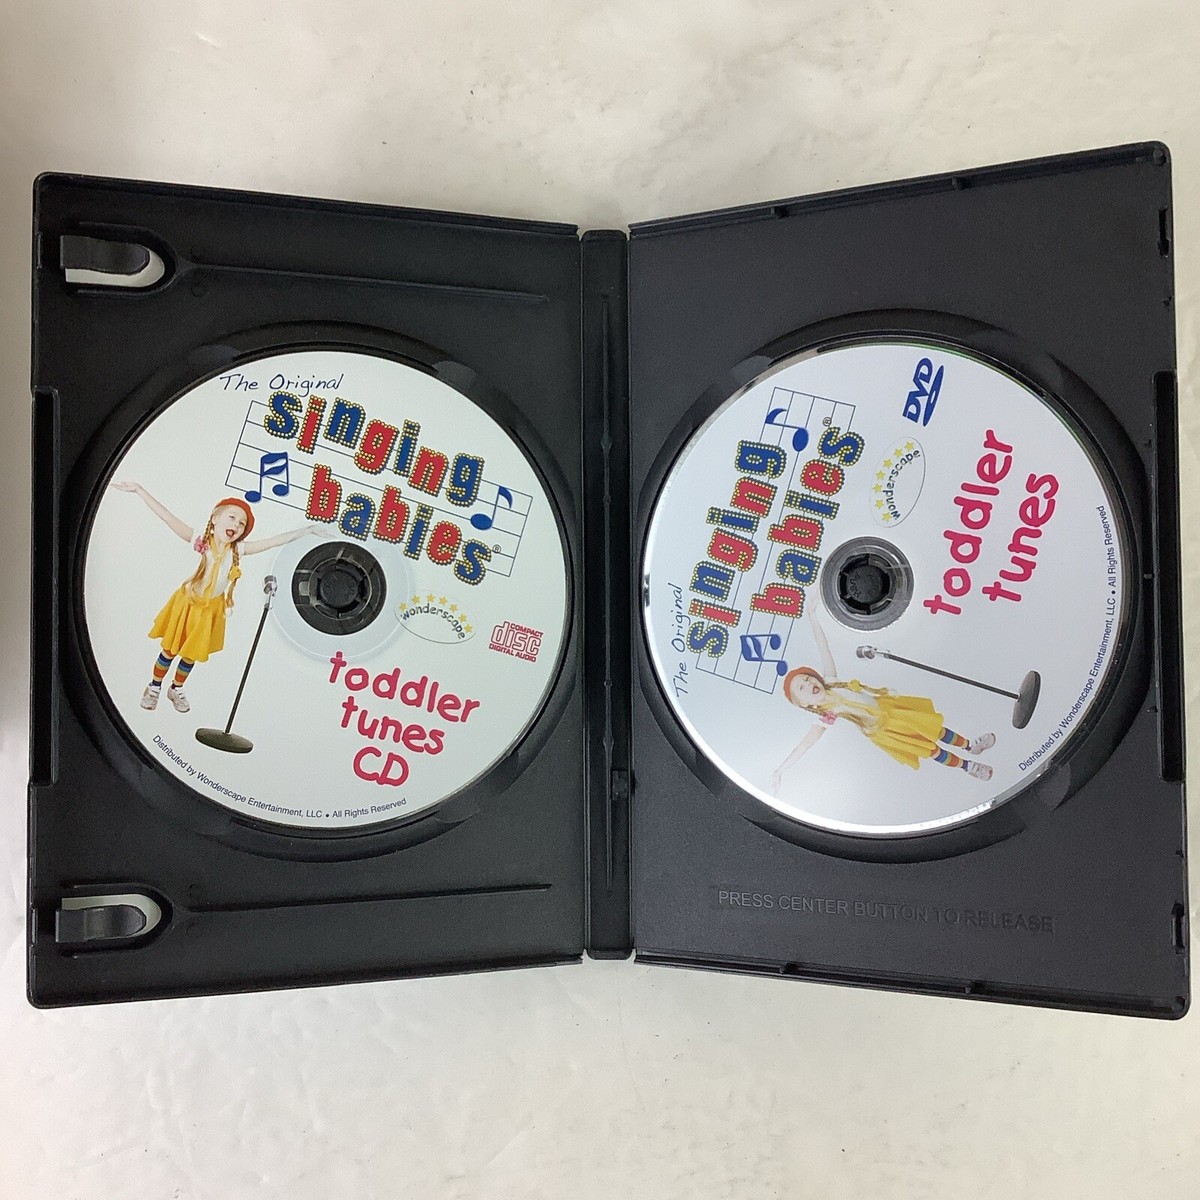 The Original
singing
babies®
wonderscape
COMPACT
disc
DIGITAL AUDIO
toddler
tunes
CD
Distributed by Wonderscape Entertainment, LLC • All Rights Reserved
The Original
singing
babies®
DVD
wonderscape
toddler
tunes
Distributed by Wonderscape Entertainment, LLC • All Rights Reserved
PRESS CENTER BUTTON TO RELEASE